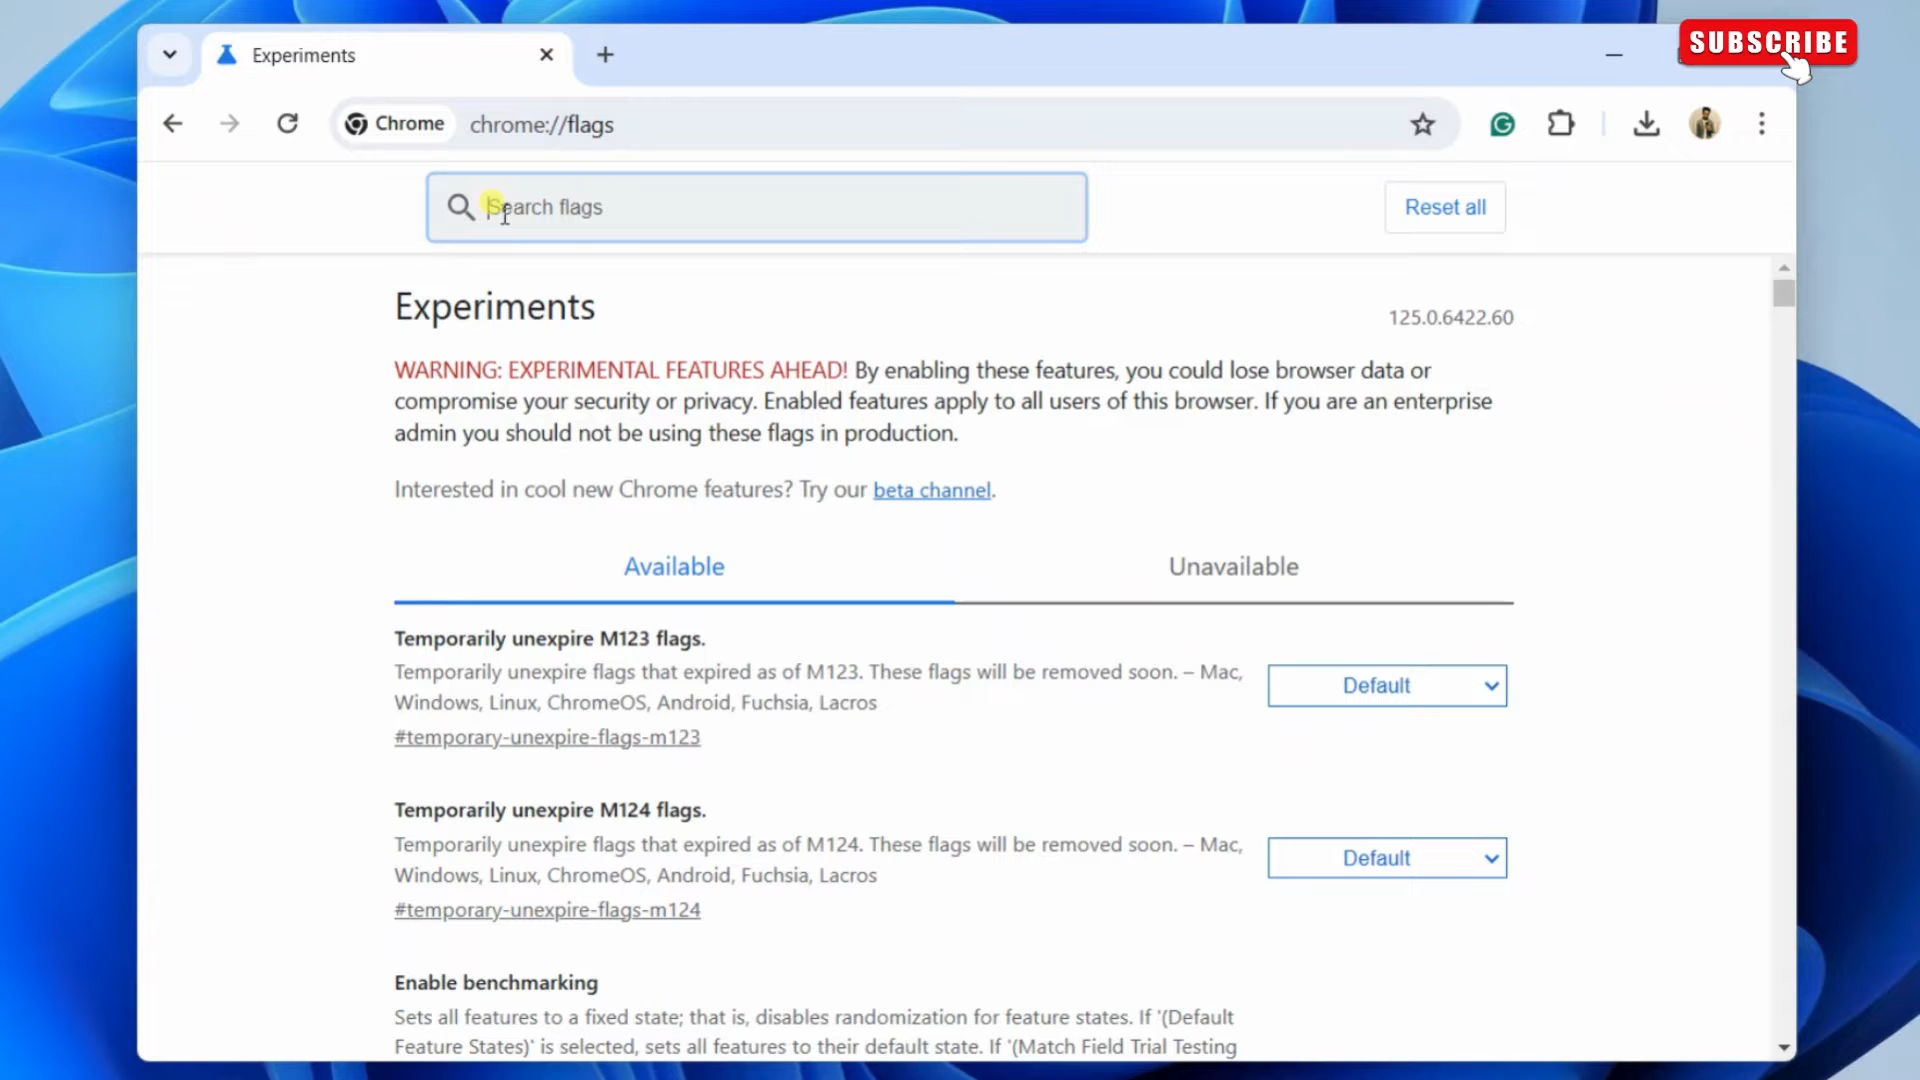 SUBSCRIBE
Experiments
Chrome
chrome://flags
Search flags
Reset all
Experiments
125.0.6422.60
WARNING: EXPERIMENTAL FEATURES AHEAD! By enabling these features, you could lose browser data or
compromise your security or privacy. Enabled features apply to all users of this browser. If you are an enterprise
admin you should not be using these flags in production.
Interested in cool new Chrome features? Try our beta channel.
Available
Unavailable
Temporarily unexpire M123 flags.
Temporarily unexpire flags that expired as of M123. These flags will be removed soon. – Mac,
Windows, Linux, ChromeOS, Android, Fuchsia, Lacros
#temporary-unexpire-flags-m123
Default
Temporarily unexpire M124 flags.
Temporarily unexpire flags that expired as of M124. These flags will be removed soon. – Mac,
Windows, Linux, ChromeOS, Android, Fuchsia, Lacros
#temporary-unexpire-flags-m124
Default
Enable benchmarking
Sets all features to a fixed state; that is, disables randomization for feature states. If '(Default
Feature States)' is selected, sets all features to their default state. If '(Match Field Trial Testing